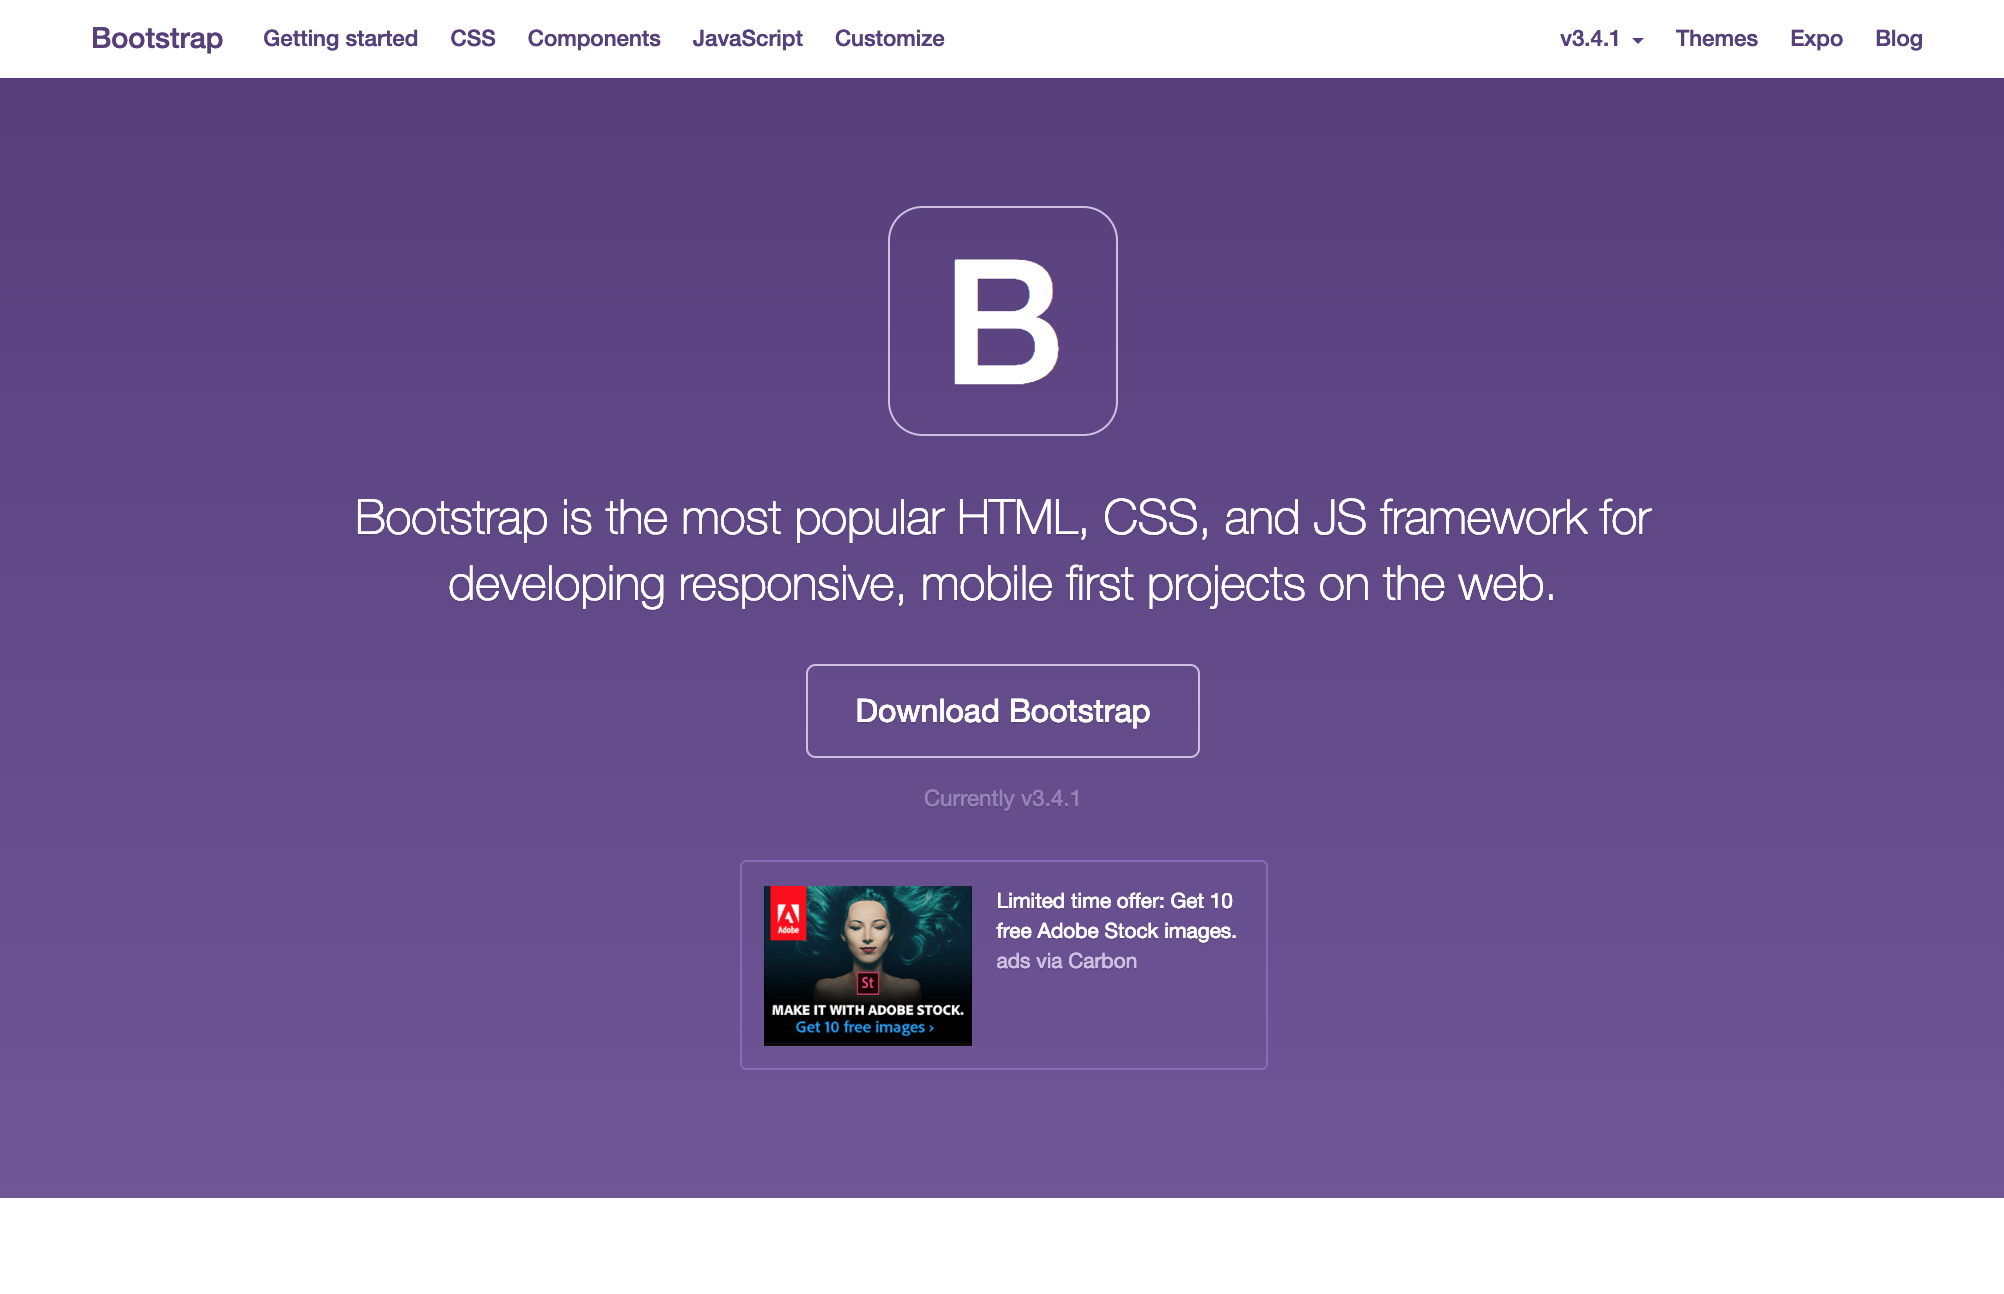 Bootstrap Getting started CSS Components JavaScript Customize v3.4.1 Themes Expo Blog
B
Bootstrap is the most popular HTML, CSS, and JS framework for
developing responsive, mobile first projects on the web.
Download Bootstrap
Currently v3.4.1
Adobe
St
MAKE IT WITH ADOBE STOCK.
Get 10 free images ›
Limited time offer: Get 10
free Adobe Stock images.
ads via Carbon